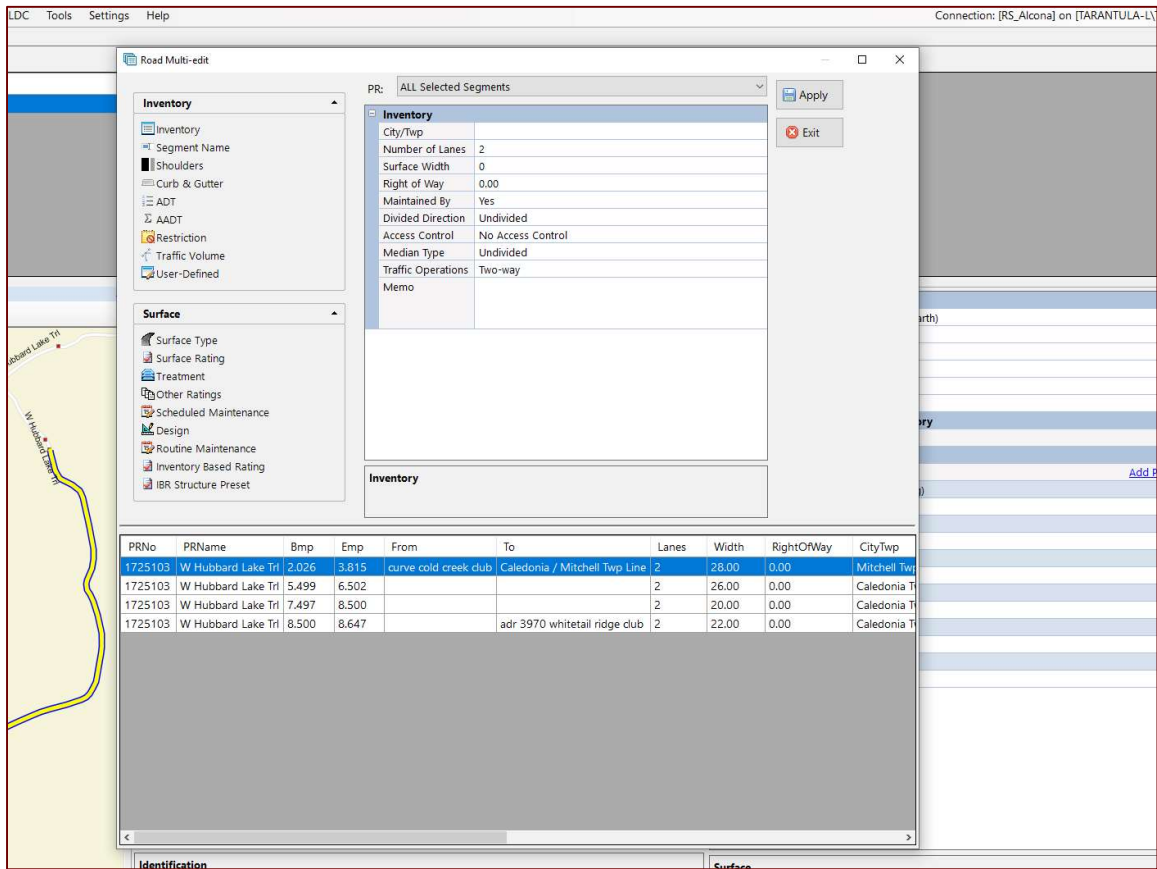 LDC Tools Settings Help Connection: [RS_Alcona] on [TARANTULA-L\
Road Multi-edit
PR: ALL Selected Segments
Apply
Exit
Inventory
Inventory
Segment Name
Shoulders
Curb & Gutter
ADT
AADT
Restriction
Traffic Volume
User-Defined
Surface
Surface Type
Surface Rating
Treatment
Other Ratings
Scheduled Maintenance
Design
Routine Maintenance
Inventory Based Rating
IBR Structure Preset
Inventory
City/Twp
Number of Lanes 2
Surface Width 0
Right of Way 0.00
Maintained By Yes
Divided Direction Undivided
Access Control No Access Control
Median Type Undivided
Traffic Operations Two-way
Memo
Inventory
PRNo PRName Bmp Emp From To Lanes Width RightOfWay CityTwp
1725103 W Hubbard Lake Trl 2.026 3.815 curve cold creek club Caledonia / Mitchell Twp Line 2 28.00 0.00 Mitchell Twp
1725103 W Hubbard Lake Trl 5.499 6.502 2 26.00 0.00 Caledonia T
1725103 W Hubbard Lake Trl 7.497 8.500 2 20.00 0.00 Caledonia T
1725103 W Hubbard Lake Trl 8.500 8.647 adr 3970 whitetail ridge club 2 22.00 0.00 Caledonia T
ubbard Lake Trl
W Hubbard Lake Trl
arth)
ory
Add P
Identification
Surface